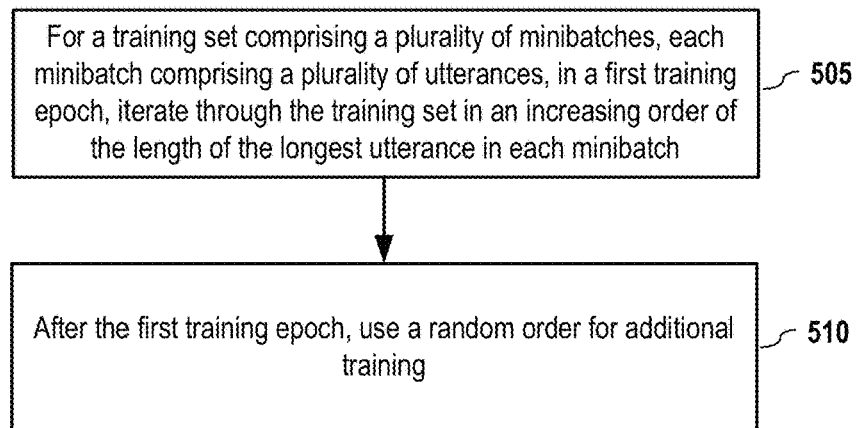 For a training set comprising a plurality of minibatches, each
minibatch comprising a plurality of utterances, in a first training
epoch, iterate through the training set in an increasing order of
the length of the longest utterance in each minibatch
505
After the first training epoch, use a random order for additional
training
510